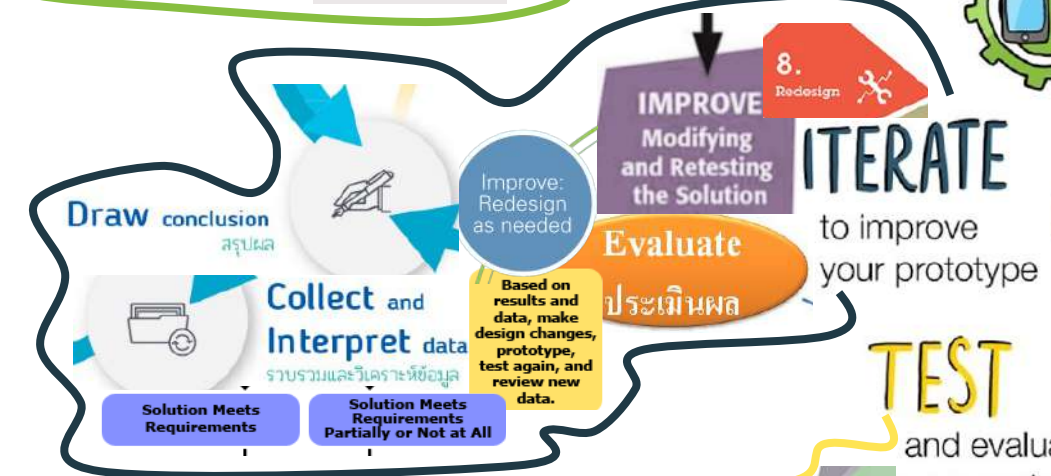 8.
Redesign
IMPROVE
Modifying
and Retesting
the Solution
ITERATE
to improve
your prototype
Improve:
Redesign
as needed
Draw conclusion
สรุปผล
Evaluate
ประเมินผล
Collect and
Interpret data
รวบรวมและวิเคราะห์ข้อมูล
Based on
results and
data, make
design changes,
prototype,
test again, and
review new
data.
Solution Meets
Requirements
Solution Meets
Requirements
Partially or Not at All
TEST
and